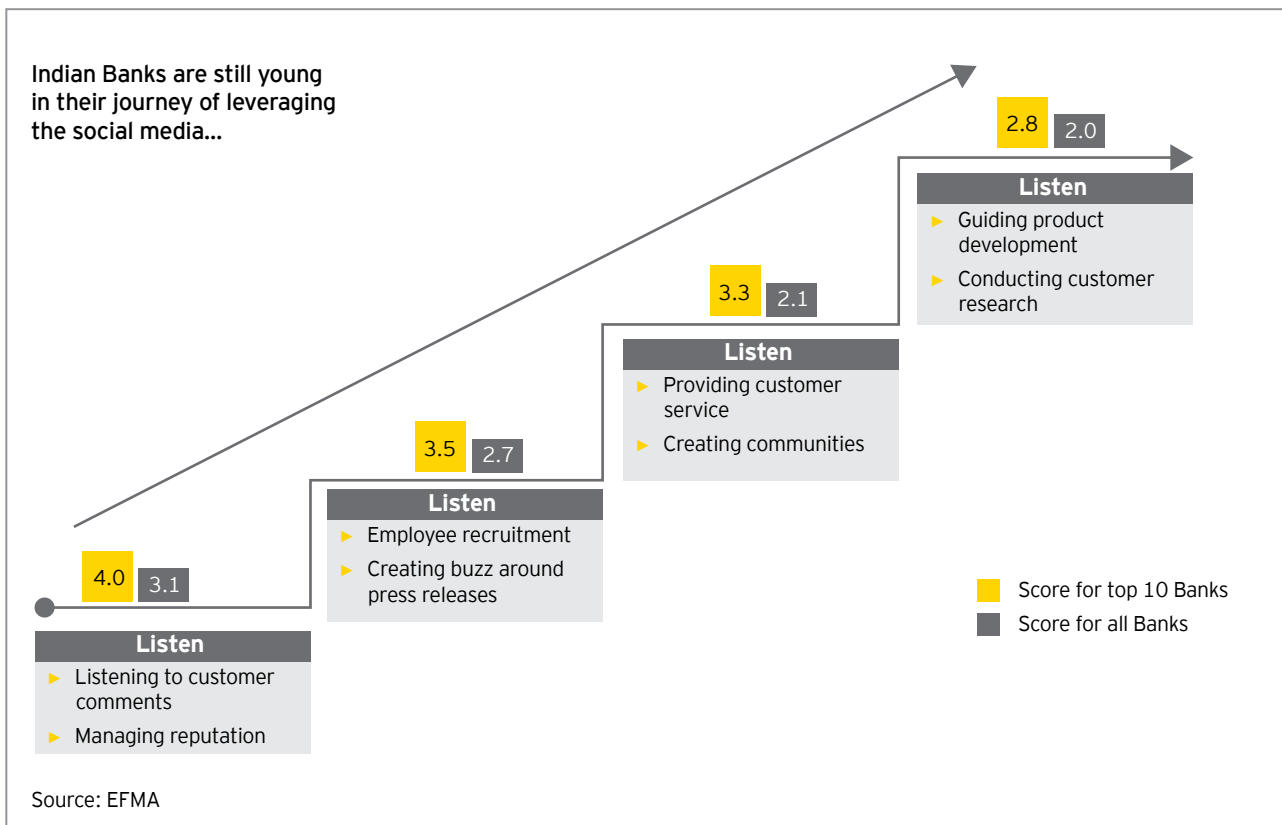 Indian Banks are still young
in their journey of leveraging
the social media...
4.0
3.1
Listen
Listening to customer
comments
Managing reputation
3.5
2.7
Listen
Employee recruitment
Creating buzz around
press releases
3.3
2.1
Listen
Providing customer
service
Creating communities
2.8
2.0
Listen
Guiding product
development
Conducting customer
research
Score for top 10 Banks
Score for all Banks
Source: EFMA